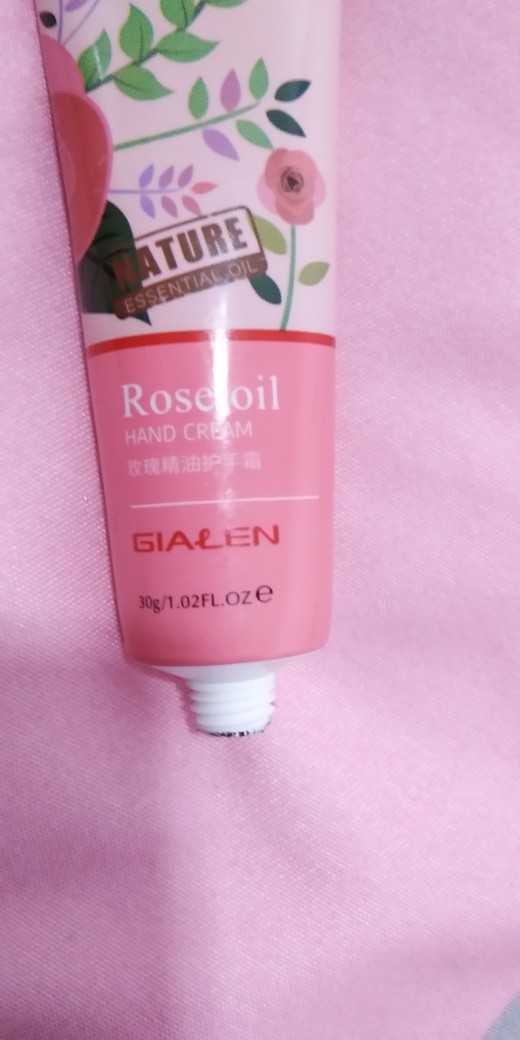 NATURE
ESSENTIAL OIL
Rose oil
HAND CREAM
玫瑰精油护手霜
GIALEN
30g/1.02FL.OZ℮